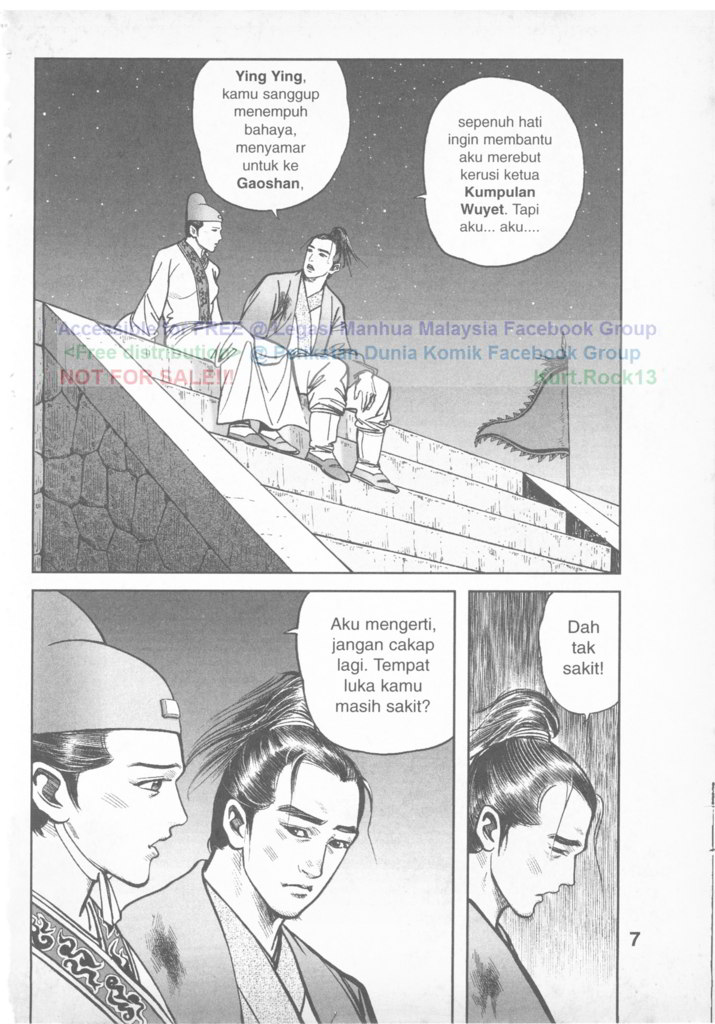 Ying Ying,
kamu sanggup
menempuh
bahaya,
menyamar
untuk ke
Gaoshan,
sepenuh hati
ingin membantu
aku merebut
kerusi ketua
Kumpulan
Wuyet. Tapi
aku... aku....
Accessible for FREE @ Legasi Manhua Malaysia Facebook Group
<Free distribution> @ Dunia Komik Facebook Group
NOT FOR SALE!!! Kurt.Rock13
Aku mengerti,
jangan cakap
lagi. Tempat
luka kamu
masih sakit?
Dah
tak
sakit!
7